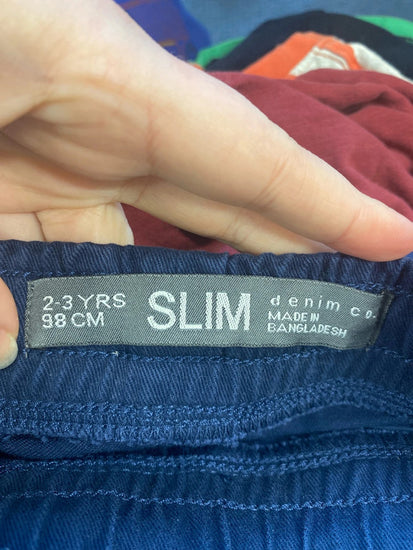 2-3 YRS
98 CM
SLIM
denim co.
MADE IN
BANGLADESH